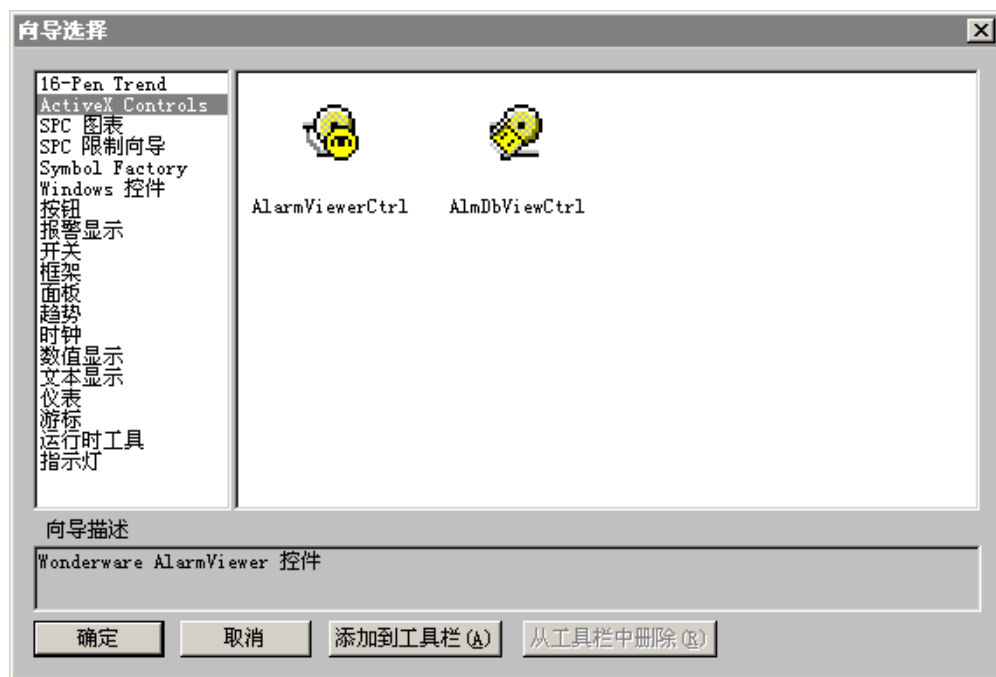 向导选择
16-Pen Trend
ActiveX Controls
SPC 图表
SPC 限制向导
Symbol Factory
Windows 控件
按钮
报警显示
开关
框架
面板
趋势
时钟
数值显示
文本显示
仪表
游标
运行时工具
指示灯
AlarmViewerCtrl AlmDbViewCtrl
向导描述
Wonderware AlarmViewer 控件
确定 取消 添加到工具栏(A) 从工具栏中删除(R)